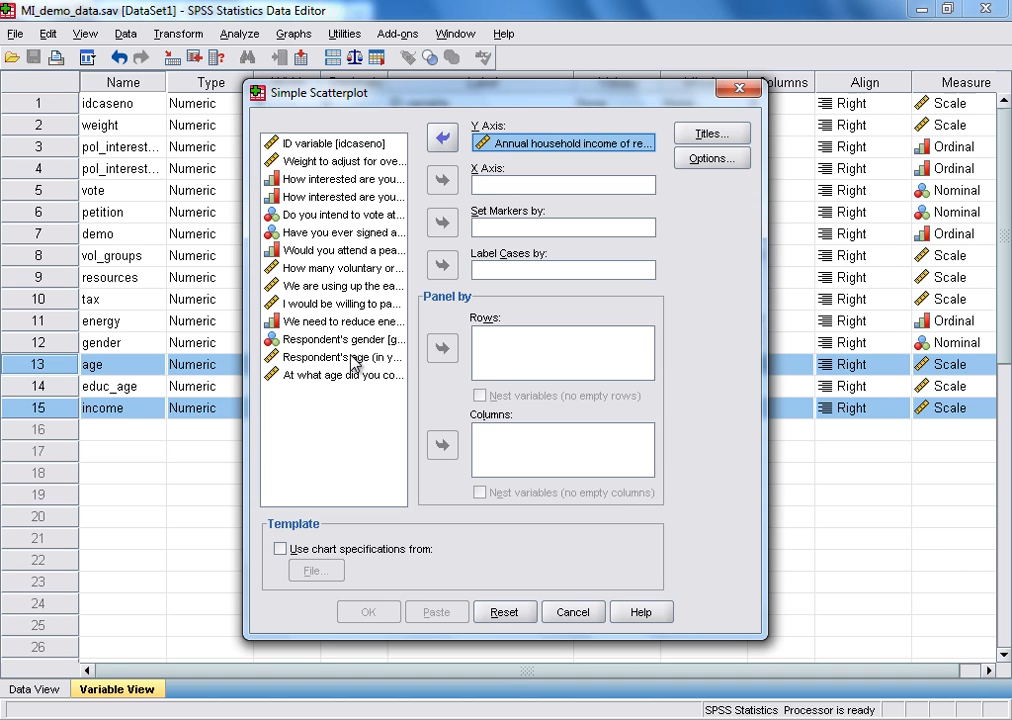 MI_demo_data.sav [DataSet1] - SPSS Statistics Data Editor
File Edit View Data Transform Analyze Graphs Utilities Add-ons Window Help
Name Type Columns Align Measure
1 idcaseno Numeric Right Scale
2 weight Numeric Right Scale
3 pol_interest... Numeric Right Ordinal
4 pol_interest... Numeric Right Ordinal
5 vote Numeric Right Nominal
6 petition Numeric Right Nominal
7 demo Numeric Right Ordinal
8 vol_groups Numeric Right Scale
9 resources Numeric Right Scale
10 tax Numeric Right Scale
11 energy Numeric Right Ordinal
12 gender Numeric Right Nominal
13 age Numeric Right Scale
14 educ_age Numeric Right Scale
15 income Numeric Right Scale
16
17
18
19
20
21
22
23
24
25
26
Simple Scatterplot
ID variable [idcaseno]
Weight to adjust for ove...
How interested are you...
How interested are you...
Do you intend to vote at...
Have you ever signed a...
Would you attend a pea...
How many voluntary or...
We are using up the ea...
I would be willing to pa...
We need to reduce ene...
Respondent's gender [g...
Respondent's age (in y...
At what age did you co...
Y Axis:
Annual household income of re...
X Axis:
Set Markers by:
Label Cases by:
Titles...
Options...
Panel by
Rows:
Nest variables (no empty rows)
Columns:
Nest variables (no empty columns)
Template
Use chart specifications from:
File...
OK Paste Reset Cancel Help
Data View Variable View
SPSS Statistics Processor is ready